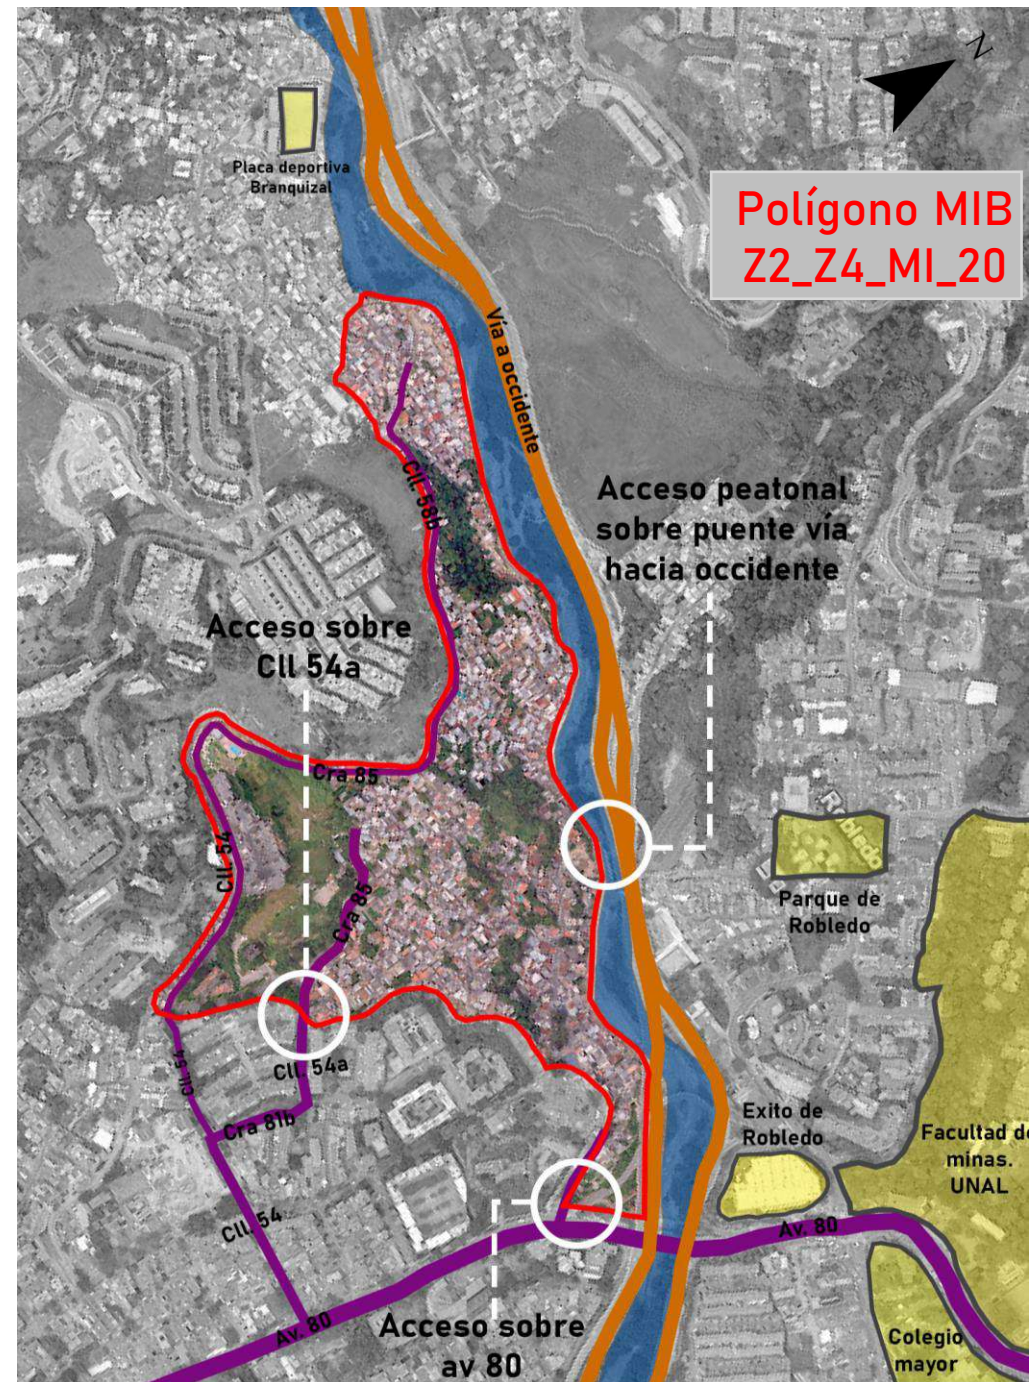 N
Placa deportiva
Branquizal
Polígono MIB
Z2_Z4_MI_20
Vía a occidente
Cll. 58b
Acceso peatonal
sobre puente vía
hacia occidente
Acceso sobre
Cll 54a
Cra 85
Cll. 54
Cra 85
Robledo
Parque de
Robledo
Cll. 54
Cll. 54a
Cra 81b
Cll. 54
Exito de
Robledo
Facultad de
minas.
UNAL
Av. 80
Av. 80
Acceso sobre
av 80
Colegio
mayor